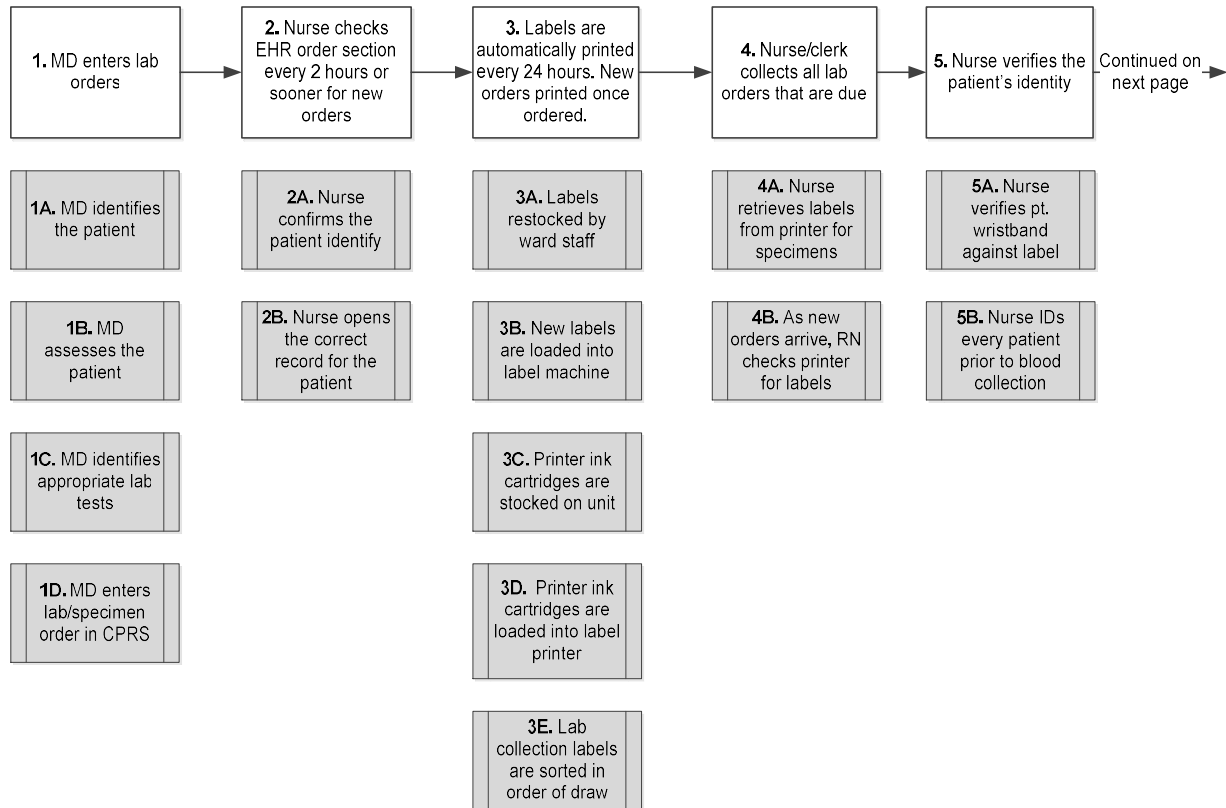 1. MD enters lab
orders
2. Nurse checks
EHR order section
every 2 hours or
sooner for new
orders
3. Labels are
automatically printed
every 24 hours. New
orders printed once
ordered.
4. Nurse/clerk
collects all lab
orders that are due
5. Nurse verifies the
patient's identity
Continued on
next page
1A. MD identifies
the patient
2A. Nurse
confirms the
patient identify
3A. Labels
restocked by
ward staff
4A. Nurse
retrieves labels
from printer for
specimens
5A. Nurse
verifies pt.
wristband
against label
1B. MD
assesses the
patient
2B. Nurse opens
the correct
record for the
patient
3B. New labels
are loaded into
label machine
4B. As new
orders arrive, RN
checks printer
for labels
5B. Nurse IDs
every patient
prior to blood
collection
1C. MD identifies
appropriate lab
tests
3C. Printer ink
cartridges are
stocked on unit
1D. MD enters
lab/specimen
order in CPRS
3D. Printer ink
cartridges are
loaded into label
printer
3E. Lab
collection labels
are sorted in
order of draw